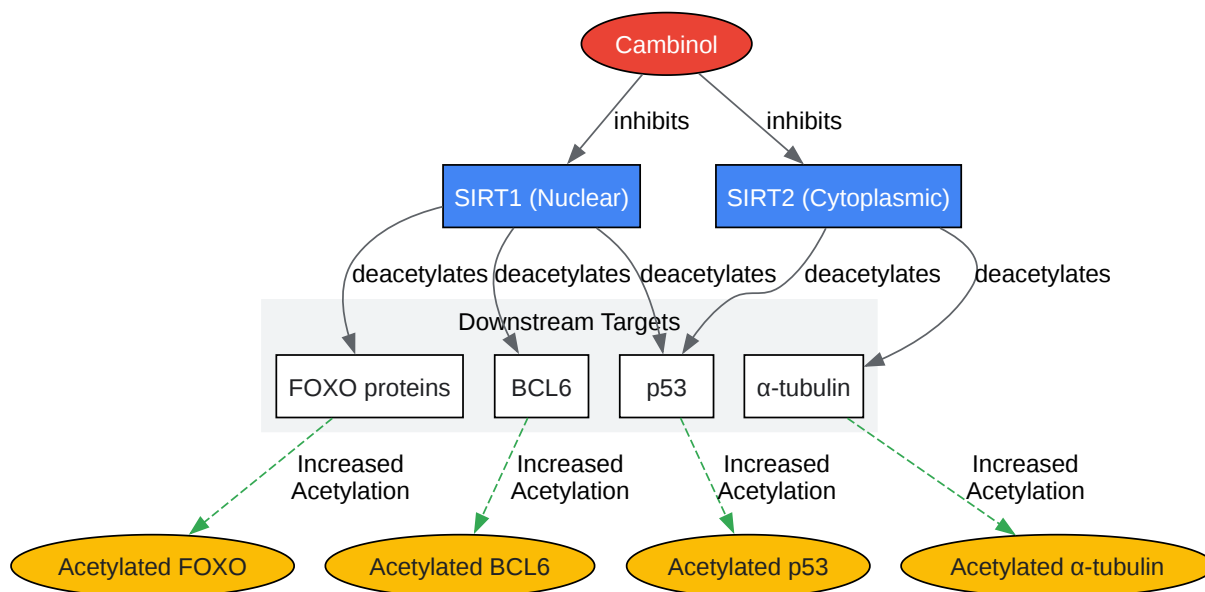 Cambinol
inhibits
inhibits
SIRT1 (Nuclear)
SIRT2 (Cytoplasmic)
deacetylates
deacetylates
deacetylates
deacetylates
deacetylates
Downstream Targets
FOXO proteins
BCL6
p53
α-tubulin
Increased
Acetylation
Increased
Acetylation
Increased
Acetylation
Increased
Acetylation
Acetylated FOXO
Acetylated BCL6
Acetylated p53
Acetylated α-tubulin